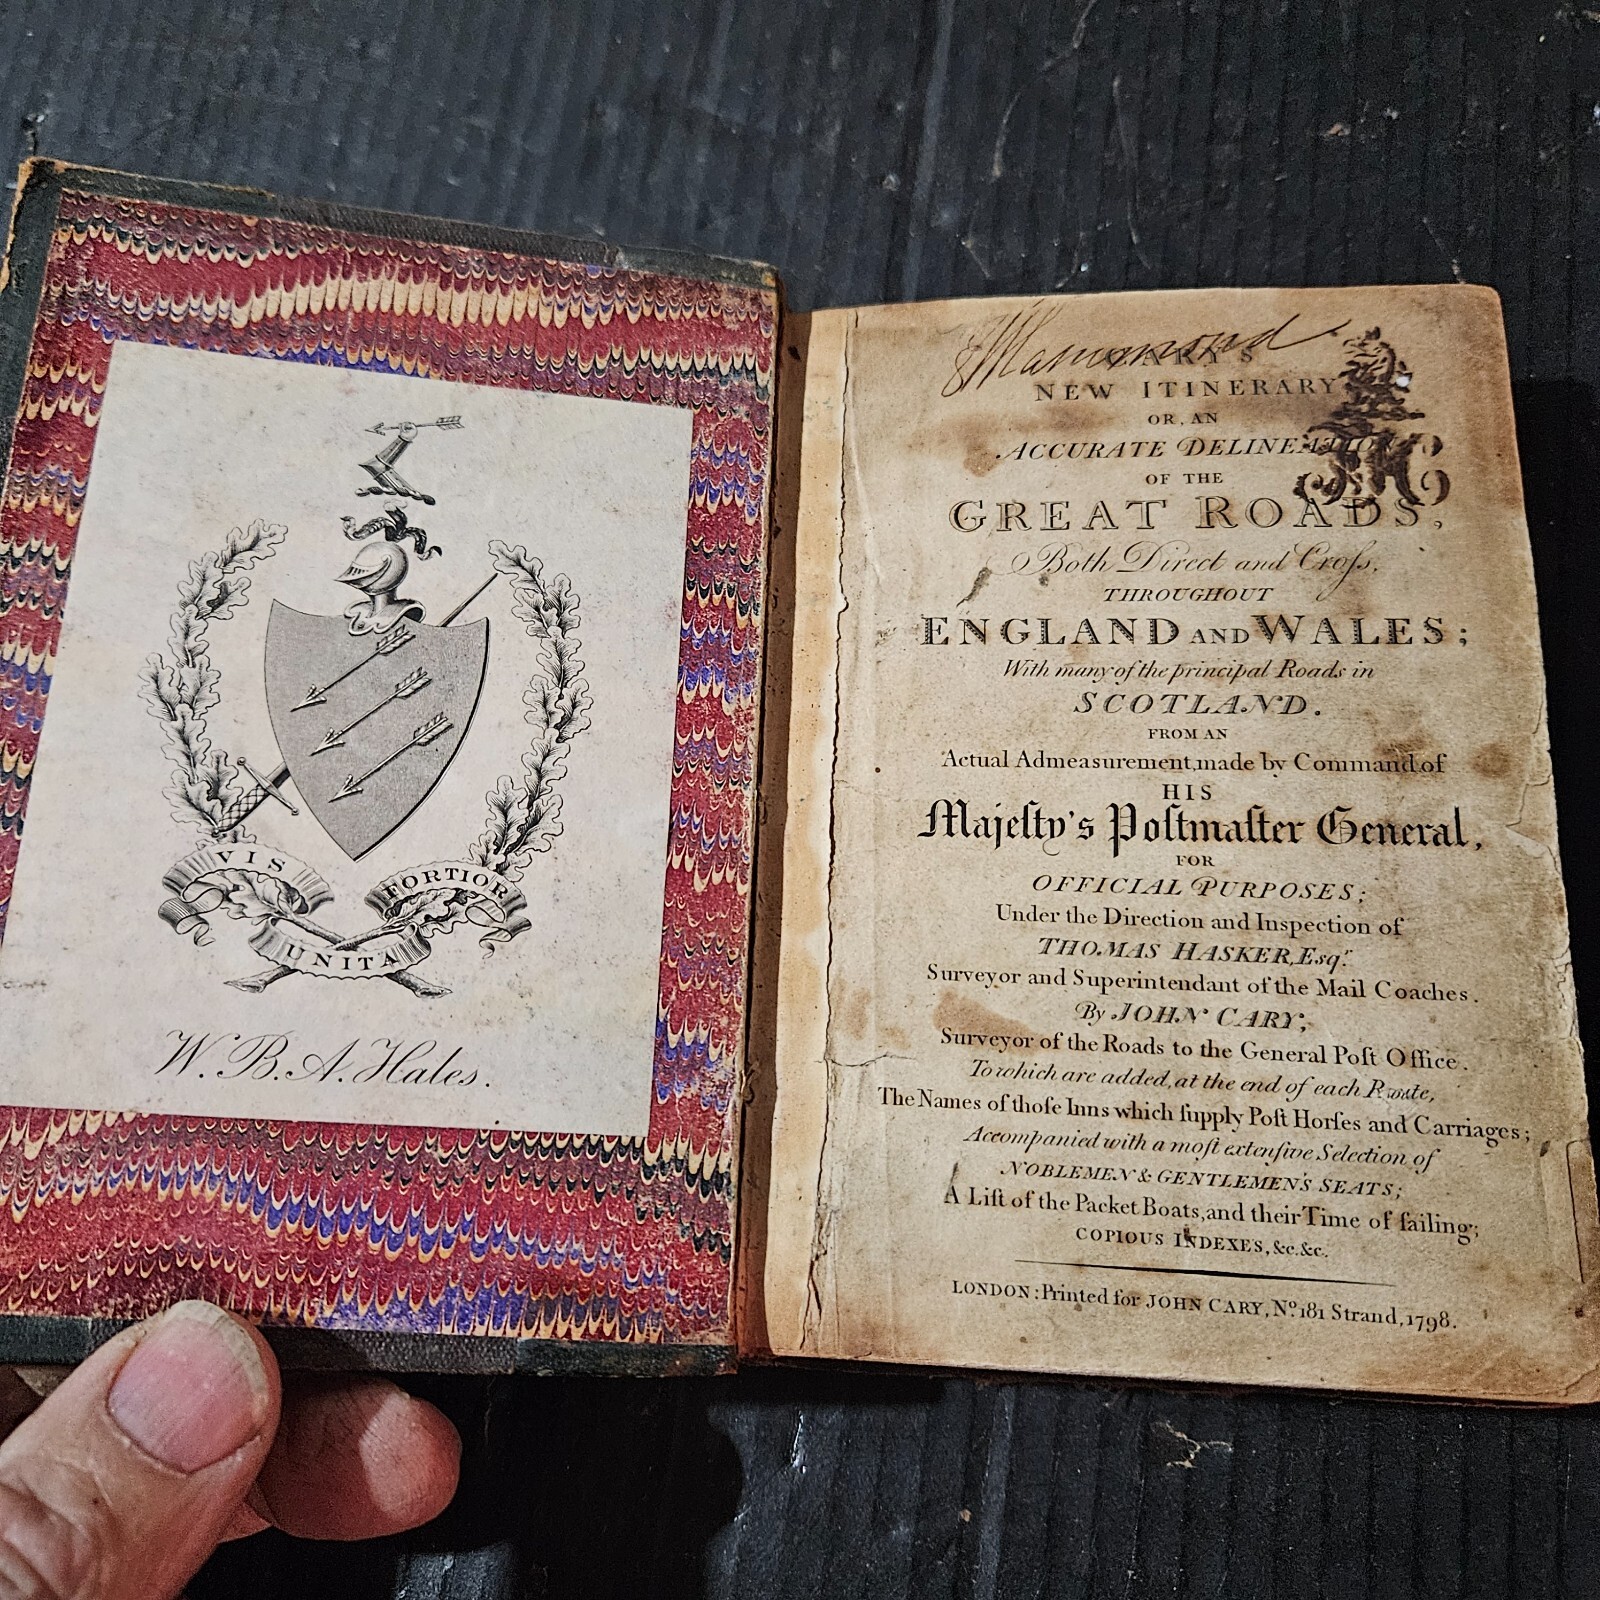 VIS
FORTIOR
UNITA
W. B. A. Hales.
Hammond
CARY'S
NEW ITINERARY
OR, AN
ACCURATE DELINEATION
OF THE
GREAT ROADS,
Both Direct and Croſs,
THROUGHOUT
ENGLAND AND WALES;
With many of the principal Roads in
SCOTLAND.
FROM AN
Actual Admeasurement, made by Command of
HIS
Majeſty's Poſtmaſter General,
FOR
OFFICIAL PURPOSES;
Under the Direction and Inspection of
THOMAS HASKER, Esqr.
Surveyor and Superintendant of the Mail Coaches.
By JOHN CARY;
Surveyor of the Roads to the General Poſt Office.
To which are added, at the end of each Route,
The Names of thoſe Inns which ſupply Poſt Horſes and Carriages;
Accompanied with a moſt extenſive Selection of
NOBLEMEN & GENTLEMEN'S SEATS;
A Liſt of the Packet Boats, and their Time of ſailing;
COPIOUS INDEXES, &c. &c.
LONDON: Printed for JOHN CARY, No. 181 Strand, 1798.